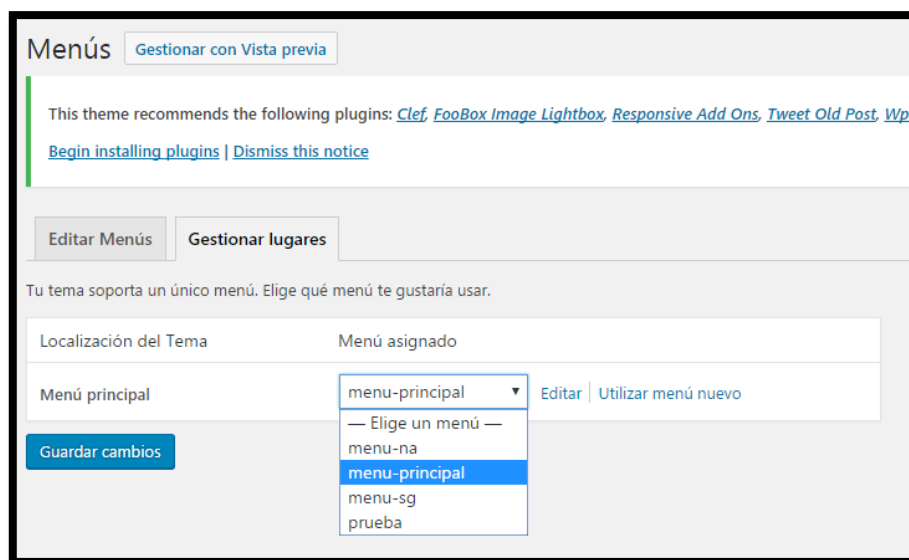 Menús Gestionar con Vista previa
This theme recommends the following plugins: Clef, FooBox Image Lightbox, Responsive Add Ons, Tweet Old Post, Wp
Begin installing plugins | Dismiss this notice
Editar Menús Gestionar lugares
Tu tema soporta un único menú. Elige qué menú te gustaría usar.
Localización del Tema Menú asignado
Menú principal menu-principal Editar Utilizar menú nuevo
— Elige un menú —
Guardar cambios menu-na
menu-principal
menu-sg
prueba